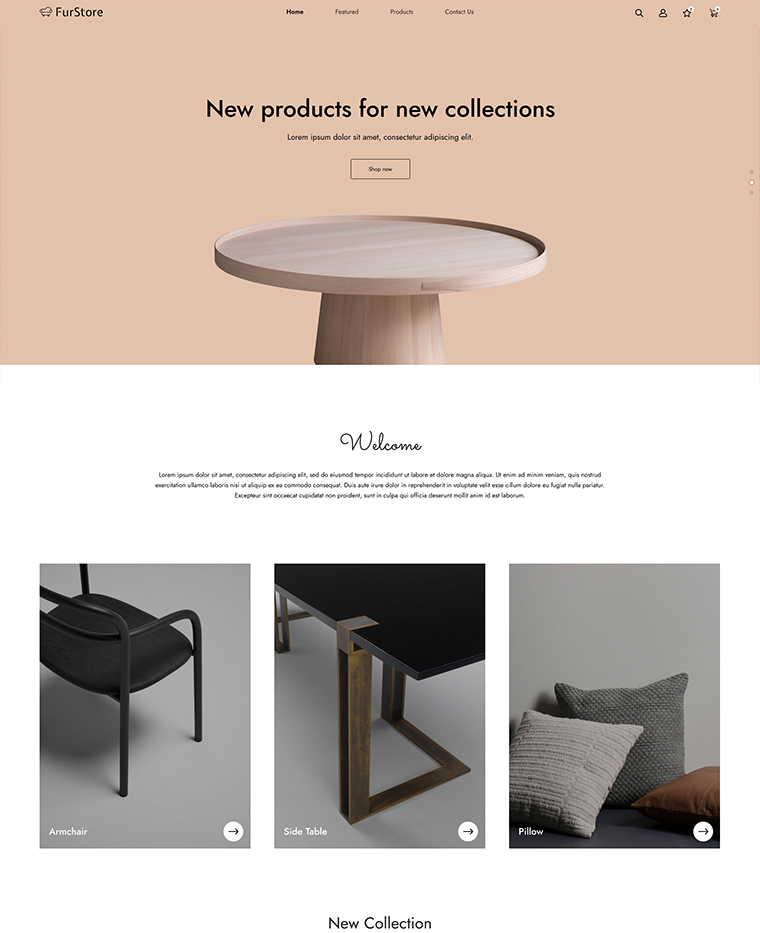 FurStore
Home Featured Products Contact Us
New products for new collections
Lorem ipsum dolor sit amet, consectetur adipiscing elit.
Shop now
Welcome
Lorem ipsum dolor sit amet, consectetur adipiscing elit, sed do eiusmod tempor incididunt ut labore et dolore magna aliqua. Ut enim ad minim veniam, quis nostrud
exercitation ullamco laboris nisi ut aliquip ex ea commodo consequat. Duis aute irure dolor in reprehenderit in voluptate velit esse cillum dolore eu fugiat nulla pariatur.
Excepteur sint occaecat cupidatat non proident, sunt in culpa qui officia deserunt mollit anim id est laborum.
Armchair
Side Table
Pillow
New Collection